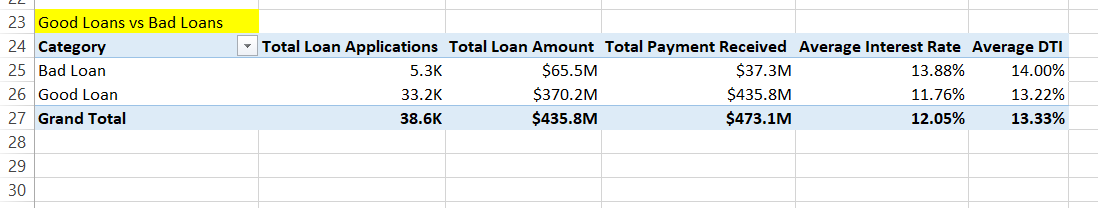 23 Good Loans vs Bad Loans
24 Category Total Loan Applications Total Loan Amount Total Payment Received Average Interest Rate Average DTI
25 Bad Loan 5.3K $65.5M $37.3M 13.88% 14.00%
26 Good Loan 33.2K $370.2M $435.8M 11.76% 13.22%
27 Grand Total 38.6K $435.8M $473.1M 12.05% 13.33%
28
29
30